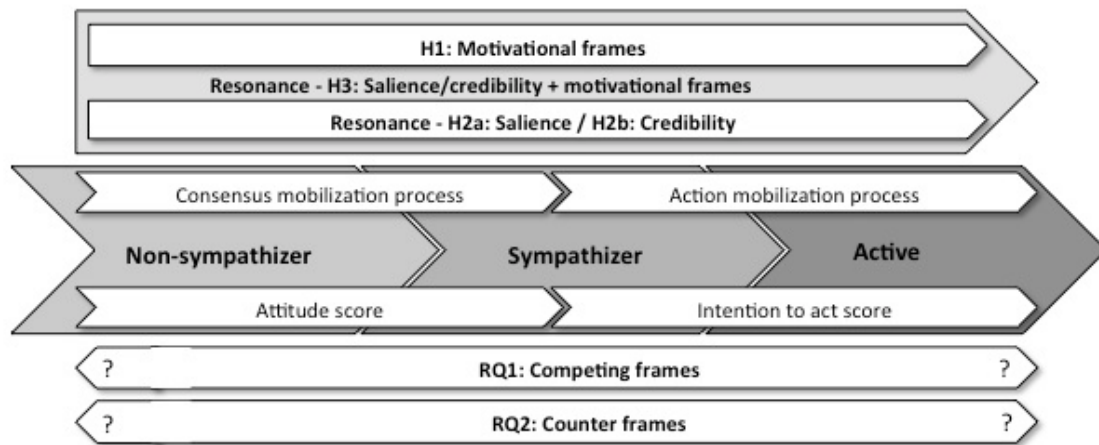 H1: Motivational frames
Resonance - H3: Salience/credibility + motivational frames
Resonance - H2a: Salience / H2b: Credibility
Consensus mobilization process
Action mobilization process
Non-sympathizer
Sympathizer
Active
Attitude score
Intention to act score
? RQ1: Competing frames ?
? RQ2: Counter frames ?